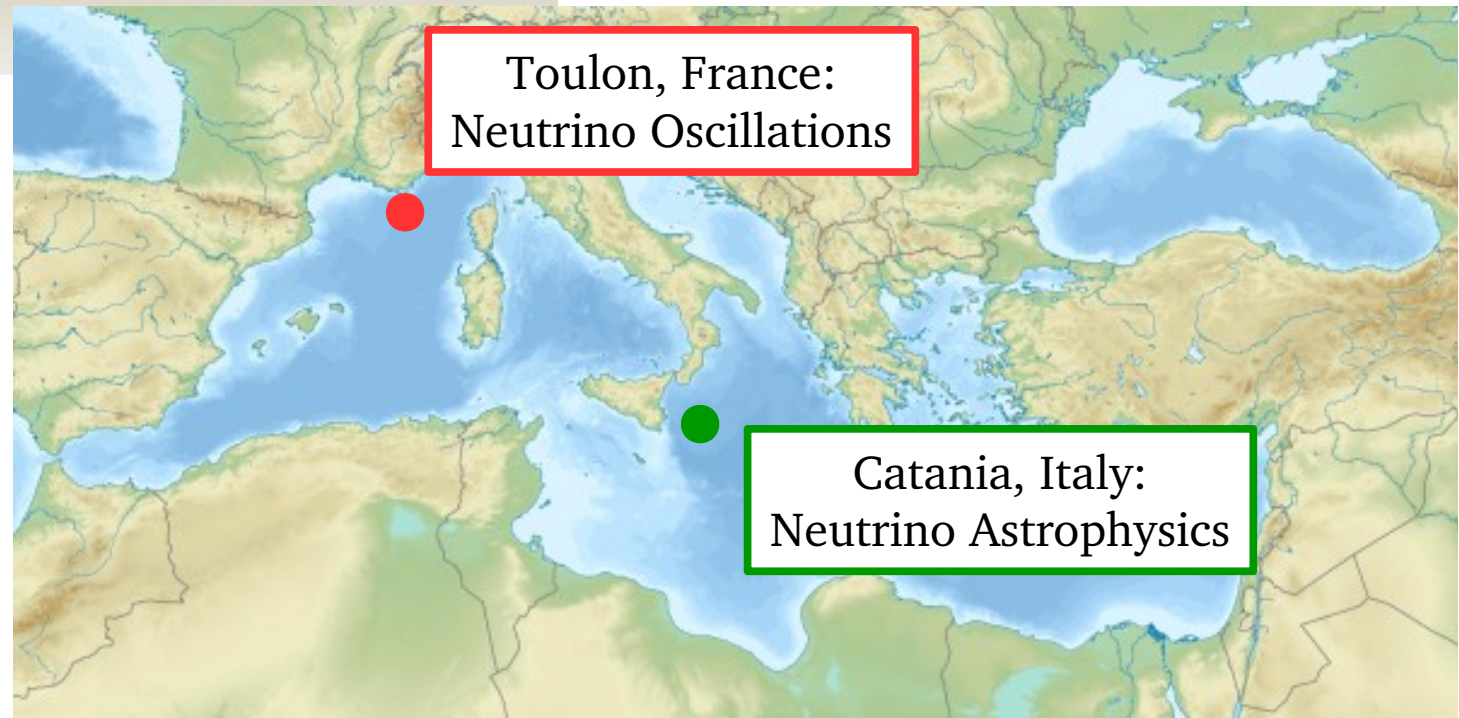 Toulon, France:
Neutrino Oscillations
Catania, Italy:
Neutrino Astrophysics